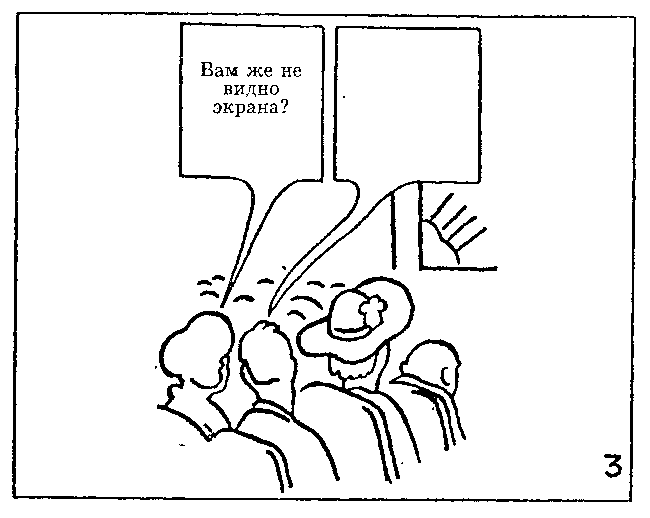 Вам же не
видно
экрана?
3